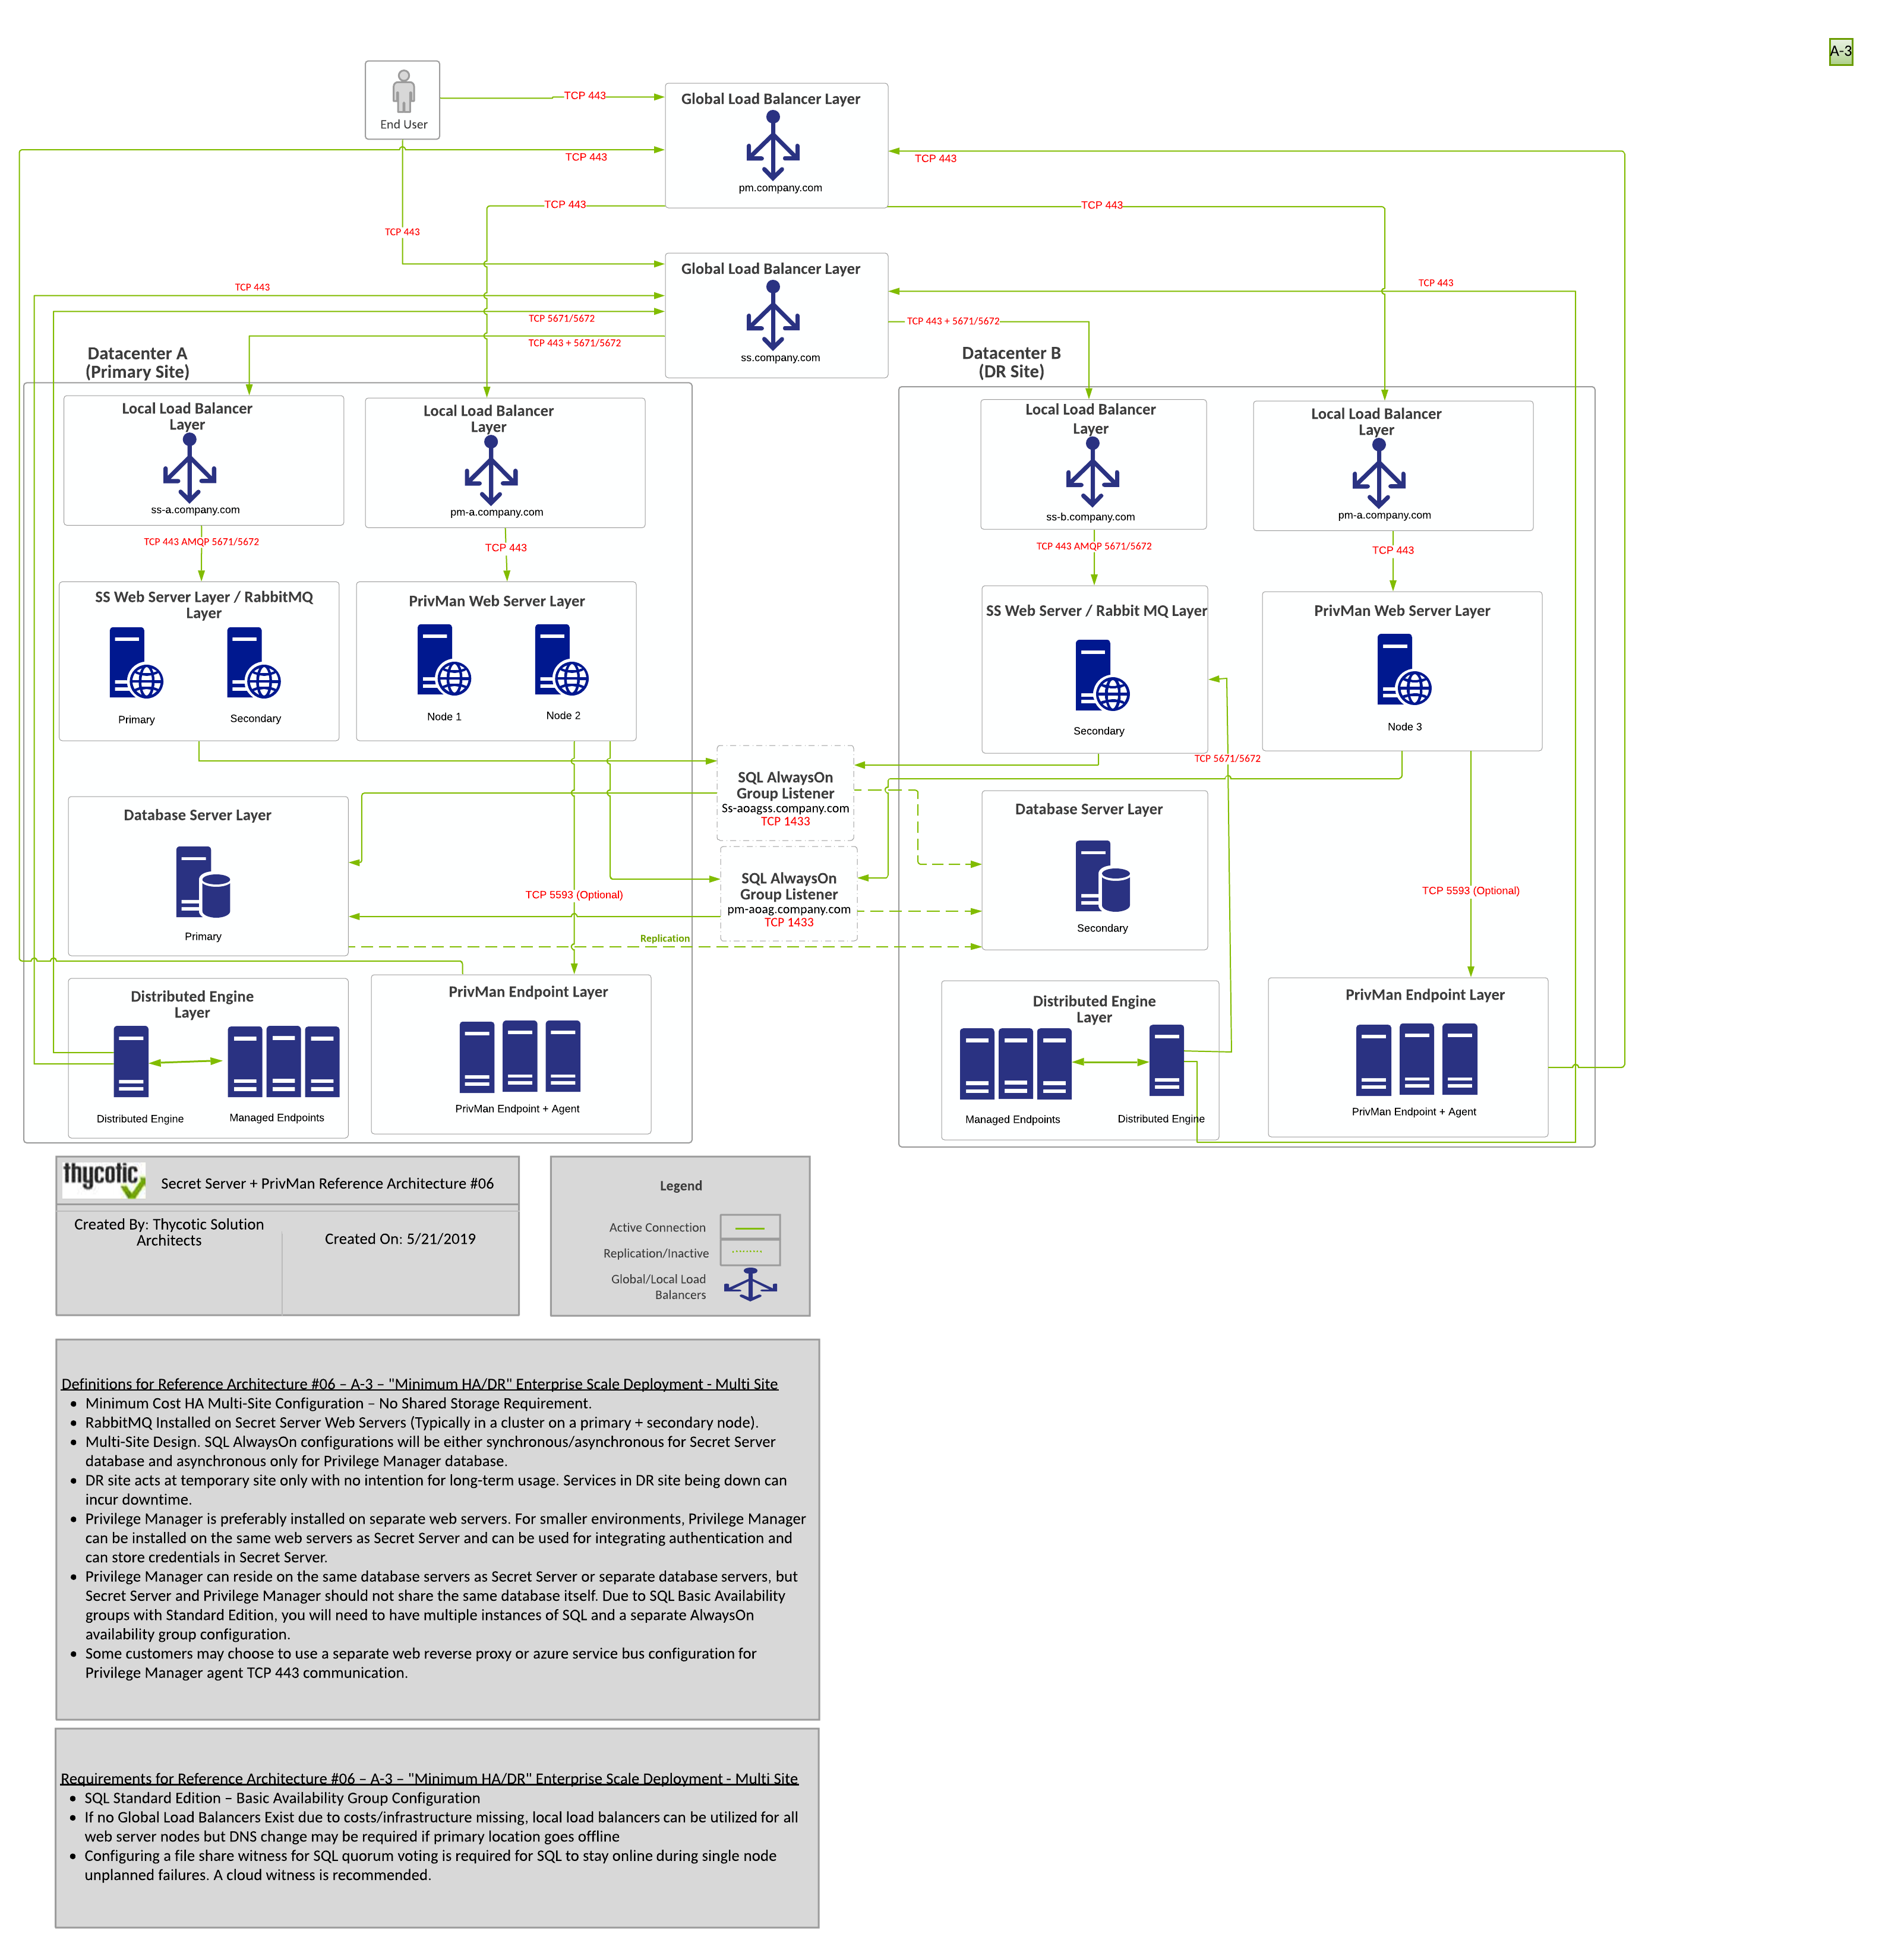 A-3
End User
TCP 443
Global Load Balancer Layer
pm.company.com
TCP 443
TCP 443
TCP 443
TCP 443
TCP 443
Global Load Balancer Layer
ss.company.com
TCP 443
TCP 443
TCP 5671/5672
TCP 443 + 5671/5672
TCP 443 + 5671/5672
Datacenter A
(Primary Site)
Datacenter B
(DR Site)
Local Load Balancer
Layer
ss-a.company.com
Local Load Balancer
Layer
pm-a.company.com
Local Load Balancer
Layer
ss-b.company.com
Local Load Balancer
Layer
pm-a.company.com
TCP 443 AMQP 5671/5672
TCP 443
TCP 443 AMQP 5671/5672
TCP 443
SS Web Server Layer / RabbitMQ
Layer
Primary
Secondary
PrivMan Web Server Layer
Node 1
Node 2
SS Web Server / Rabbit MQ Layer
Secondary
PrivMan Web Server Layer
Node 3
TCP 5671/5672
SQL AlwaysOn
Group Listener
Ss-aoagss.company.com
TCP 1433
Database Server Layer
Primary
Database Server Layer
Secondary
SQL AlwaysOn
Group Listener
pm-aoag.company.com
TCP 1433
TCP 5593 (Optional)
TCP 5593 (Optional)
Replication
Distributed Engine
Layer
Distributed Engine
Managed Endpoints
PrivMan Endpoint Layer
PrivMan Endpoint + Agent
Distributed Engine
Layer
Managed Endpoints
Distributed Engine
PrivMan Endpoint Layer
PrivMan Endpoint + Agent
thycotic
Secret Server + PrivMan Reference Architecture #06
Created By: Thycotic Solution
Architects
Created On: 5/21/2019
Legend
Active Connection
Replication/Inactive
Global/Local Load
Balancers
Definitions for Reference Architecture #06 – A-3 – "Minimum HA/DR" Enterprise Scale Deployment - Multi Site
• Minimum Cost HA Multi-Site Configuration – No Shared Storage Requirement.
• RabbitMQ Installed on Secret Server Web Servers (Typically in a cluster on a primary + secondary node).
• Multi-Site Design. SQL AlwaysOn configurations will be either synchronous/asynchronous for Secret Server
database and asynchronous only for Privilege Manager database.
• DR site acts at temporary site only with no intention for long-term usage. Services in DR site being down can
incur downtime.
• Privilege Manager is preferably installed on separate web servers. For smaller environments, Privilege Manager
can be installed on the same web servers as Secret Server and can be used for integrating authentication and
can store credentials in Secret Server.
• Privilege Manager can reside on the same database servers as Secret Server or separate database servers, but
Secret Server and Privilege Manager should not share the same database itself. Due to SQL Basic Availability
groups with Standard Edition, you will need to have multiple instances of SQL and a separate AlwaysOn
availability group configuration.
• Some customers may choose to use a separate web reverse proxy or azure service bus configuration for
Privilege Manager agent TCP 443 communication.
Requirements for Reference Architecture #06 – A-3 – "Minimum HA/DR" Enterprise Scale Deployment - Multi Site
• SQL Standard Edition – Basic Availability Group Configuration
• If no Global Load Balancers Exist due to costs/infrastructure missing, local load balancers can be utilized for all
web server nodes but DNS change may be required if primary location goes offline
• Configuring a file share witness for SQL quorum voting is required for SQL to stay online during single node
unplanned failures. A cloud witness is recommended.